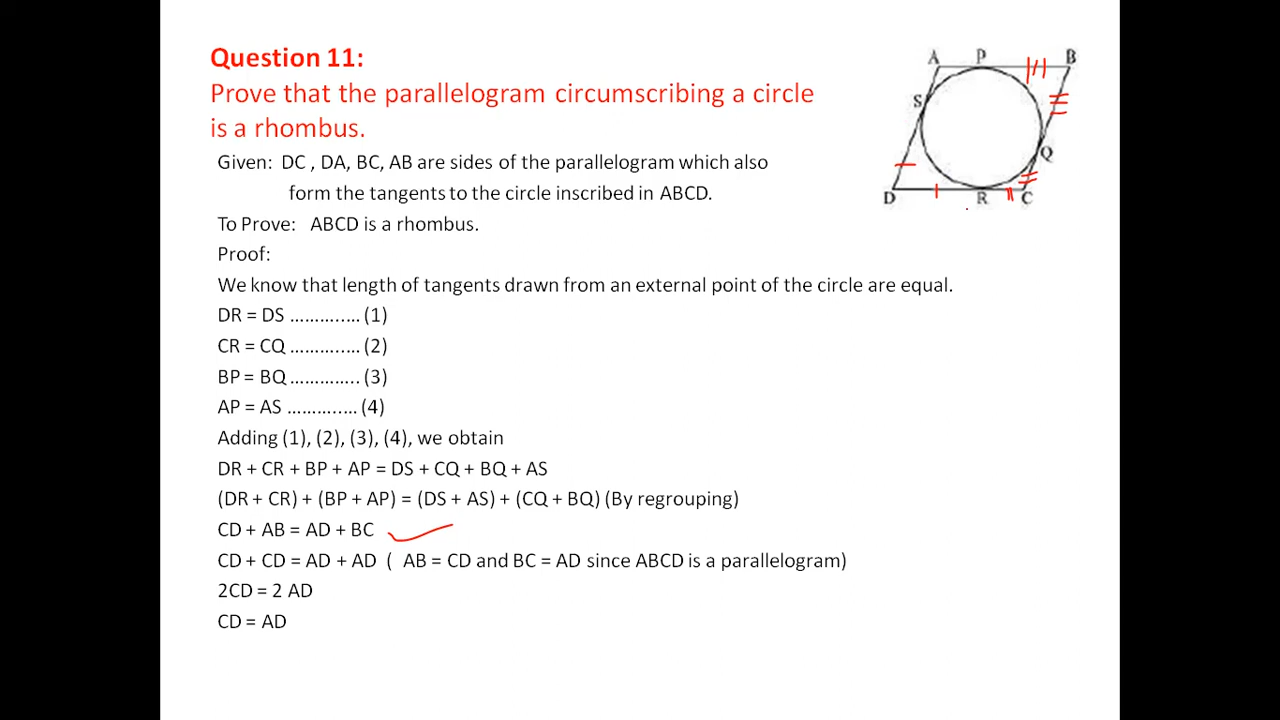 Question 11:
Prove that the parallelogram circumscribing a circle
is a rhombus.
Given: DC , DA, BC, AB are sides of the parallelogram which also
form the tangents to the circle inscribed in ABCD.
To Prove: ABCD is a rhombus.
Proof:
We know that length of tangents drawn from an external point of the circle are equal.
DR = DS ................ (1)
CR = CQ ................ (2)
BP = BQ .............. (3)
AP = AS ................ (4)
Adding (1), (2), (3), (4), we obtain
DR + CR + BP + AP = DS + CQ + BQ + AS
(DR + CR) + (BP + AP) = (DS + AS) + (CQ + BQ) (By regrouping)
CD + AB = AD + BC
CD + CD = AD + AD ( AB = CD and BC = AD since ABCD is a parallelogram)
2CD = 2 AD
CD = AD
A P B
S
Q
D R C